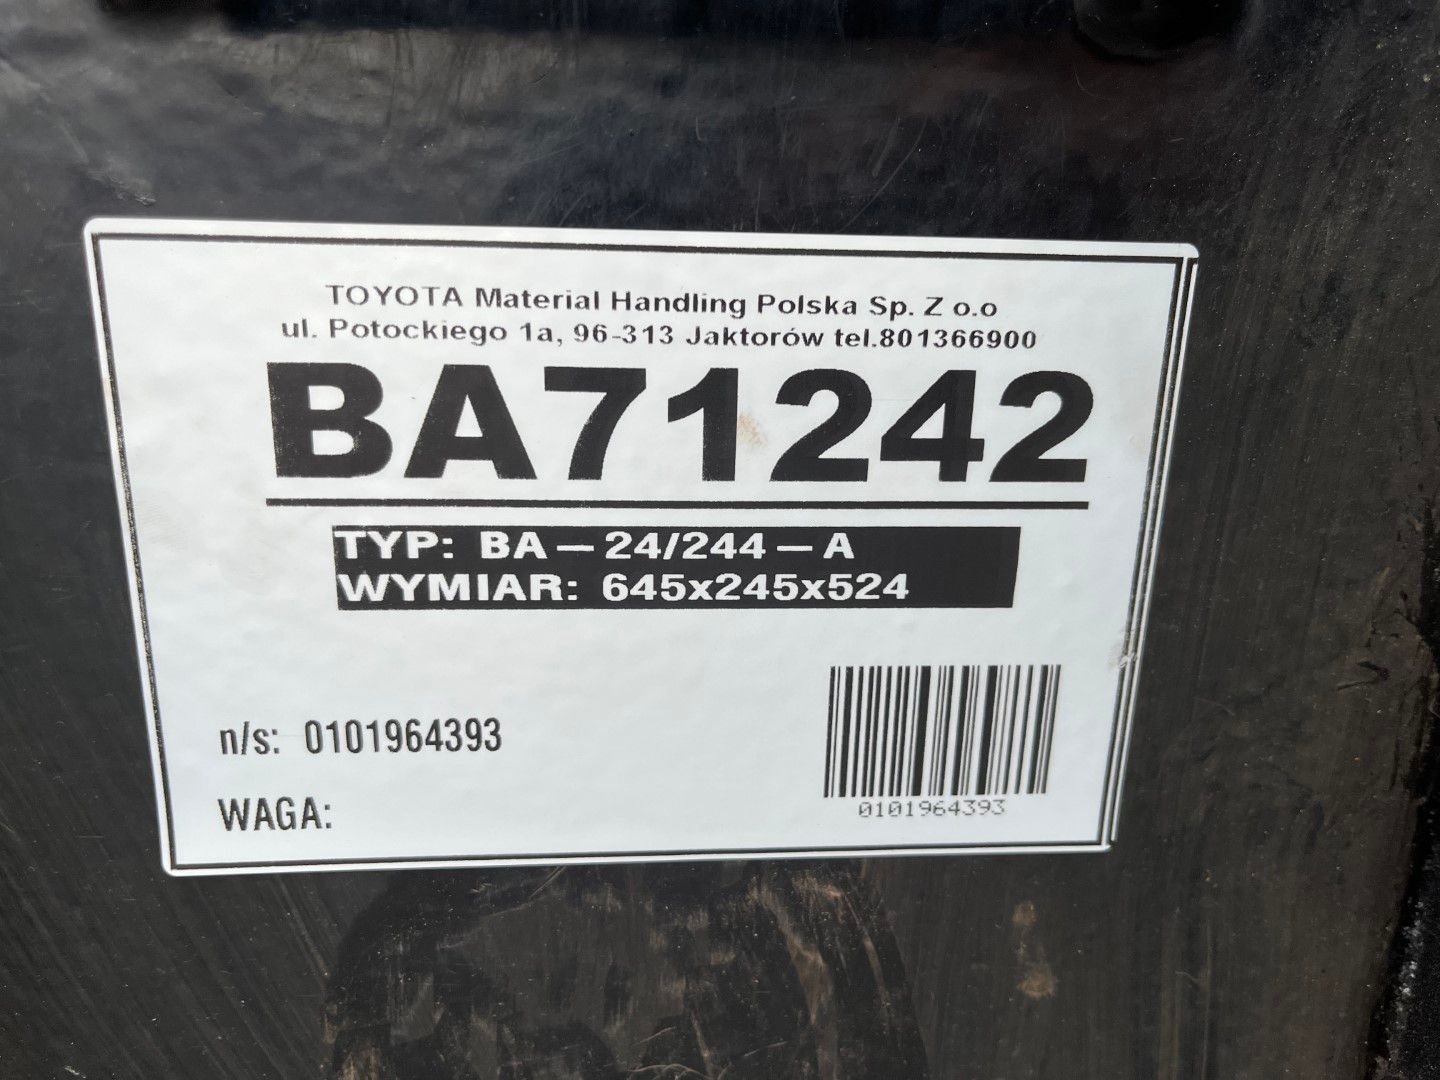 TOYOTA Material Handling Polska Sp. Z o.o
ul. Potockiego 1a, 96-313 Jaktorów tel.801366900
BA71242
TYP: BA – 24/244 – A
WYMIAR: 645x245x524
n/s: 0101964393
WAGA:
0101964393